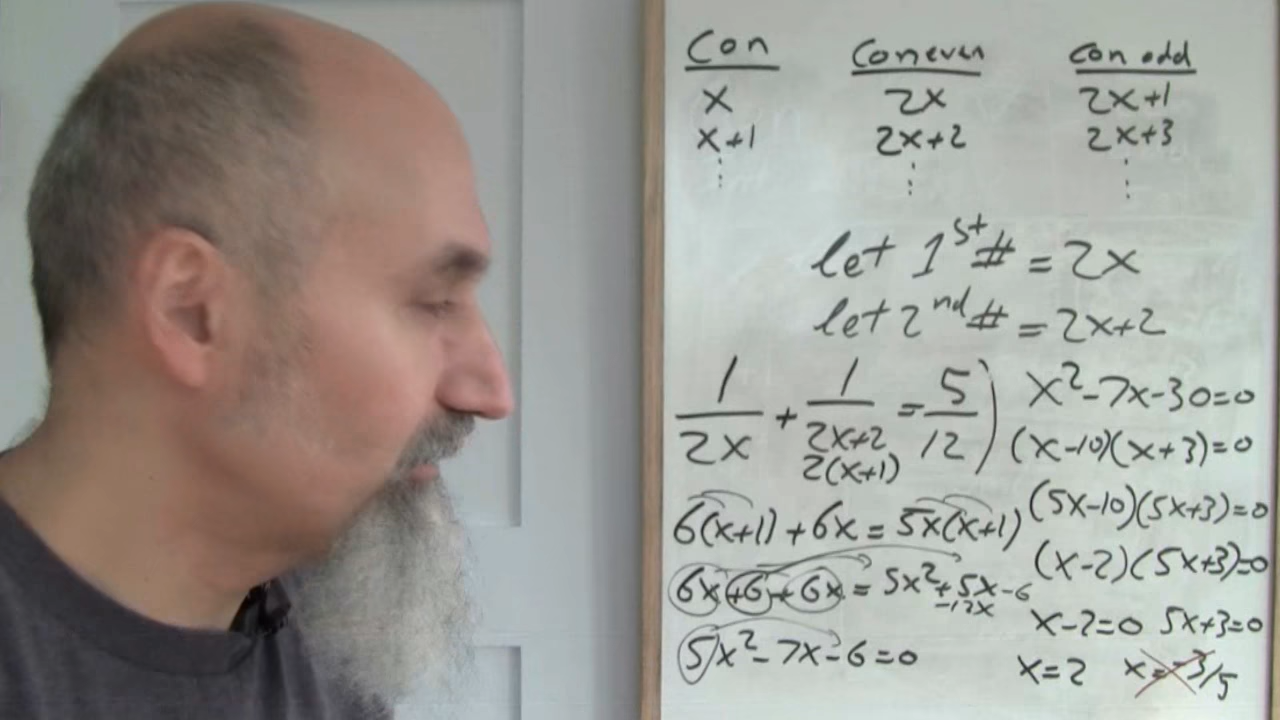 Con Con even Con odd
x 2x 2x+1
x+1 2x+2 2x+3
⋮ ⋮ ⋮
let 1st # = 2x
let 2nd # = 2x+2
1/2x + 1/2x+2 = 5/12
2(x+1)
6(x+1) + 6x = 5x(x+1)
6x+6+6x = 5x²+5x-6
-12x
5x²-7x-6=0
x²-7x-30=0
(x-10)(x+3)=0
(5x-10)(5x+3)=0
(x-2)(5x+3)=0
x-2=0 5x+3=0
x=2 x=-3/5